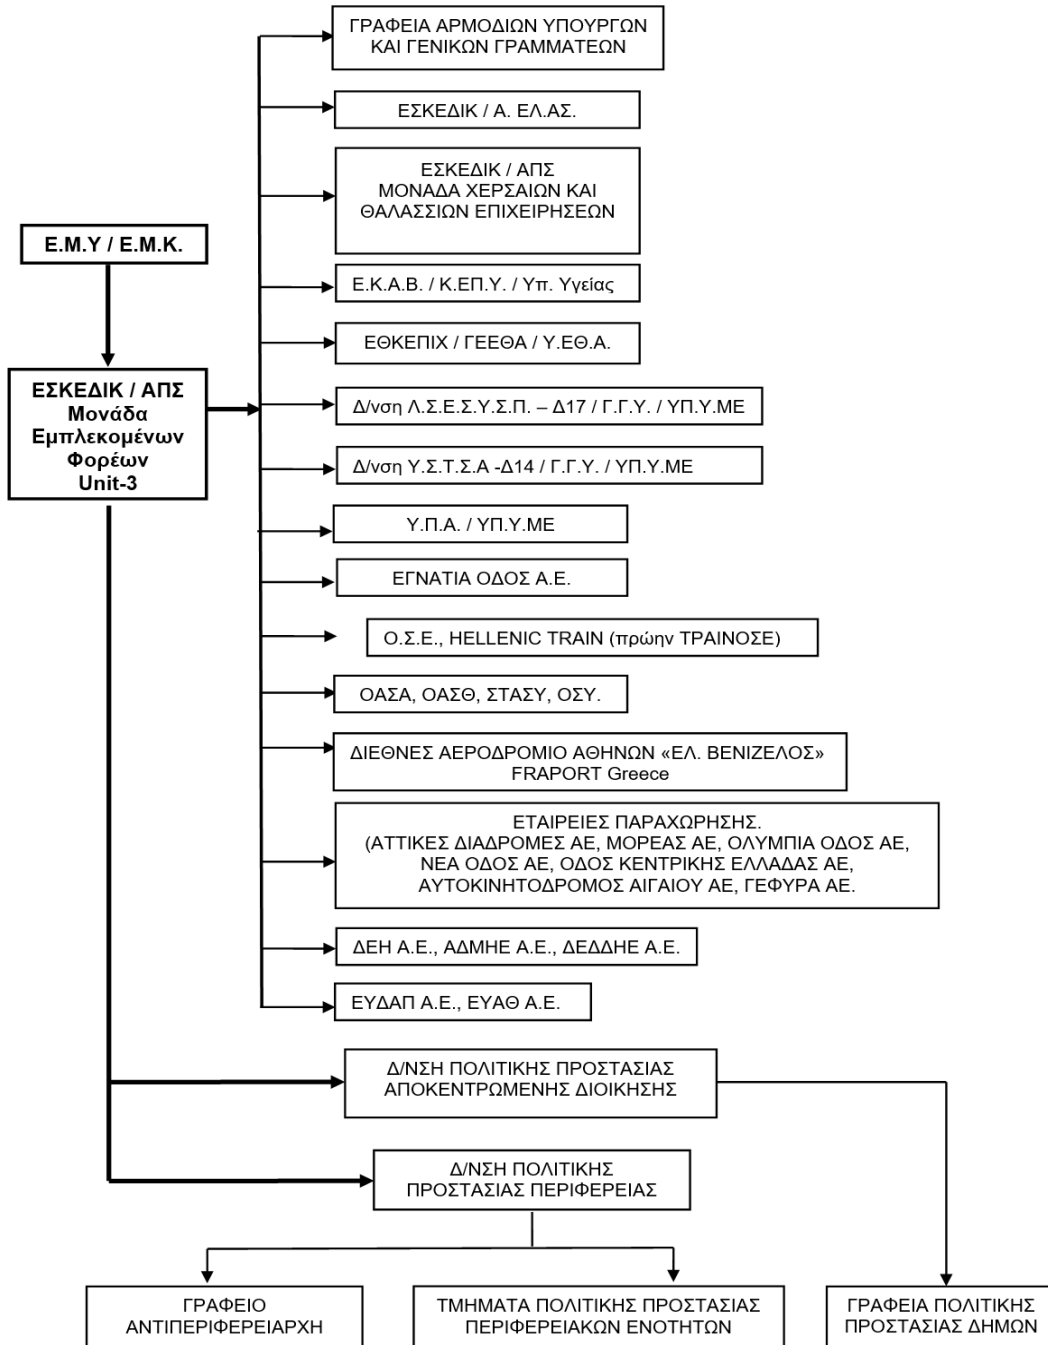 ΓΡΑΦΕΙΑ ΑΡΜΟΔΙΩΝ ΥΠΟΥΡΓΩΝ
ΚΑΙ ΓΕΝΙΚΩΝ ΓΡΑΜΜΑΤΕΩΝ
ΕΣΚΕΔΙΚ / Α. ΕΛ.ΑΣ.
ΕΣΚΕΔΙΚ / ΑΠΣ
ΜΟΝΑΔΑ ΧΕΡΣΑΙΩΝ ΚΑΙ
ΘΑΛΑΣΣΙΩΝ ΕΠΙΧΕΙΡΗΣΕΩΝ
Ε.Μ.Υ / Ε.Μ.Κ.
Ε.Κ.Α.Β. / Κ.ΕΠ.Υ. / Υπ. Υγείας
ΕΘΚΕΠΙΧ / ΓΕΕΘΑ / Υ.ΕΘ.Α.
ΕΣΚΕΔΙΚ / ΑΠΣ
Μονάδα
Εμπλεκομένων
Φορέων
Unit-3
Δ/νση Λ.Σ.Ε.Σ.Υ.Σ.Π. – Δ17 / Γ.Γ.Υ. / ΥΠ.Υ.ΜΕ
Δ/νση Υ.Σ.Τ.Σ.Α -Δ14 / Γ.Γ.Υ. / ΥΠ.Υ.ΜΕ
Υ.Π.Α. / ΥΠ.Υ.ΜΕ
ΕΓΝΑΤΙΑ ΟΔΟΣ Α.Ε.
Ο.Σ.Ε., HELLENIC TRAIN (πρώην ΤΡΑΙΝΟΣΕ)
ΟΑΣΑ, ΟΑΣΘ, ΣΤΑΣΥ, ΟΣΥ.
ΔΙΕΘΝΕΣ ΑΕΡΟΔΡΟΜΙΟ ΑΘΗΝΩΝ «ΕΛ. ΒΕΝΙΖΕΛΟΣ»
FRAPORT Greece
ΕΤΑΙΡΕΙΕΣ ΠΑΡΑΧΩΡΗΣΗΣ.
(ΑΤΤΙΚΕΣ ΔΙΑΔΡΟΜΕΣ ΑΕ, ΜΟΡΕΑΣ ΑΕ, ΟΛΥΜΠΙΑ ΟΔΟΣ ΑΕ,
ΝΕΑ ΟΔΟΣ ΑΕ, ΟΔΟΣ ΚΕΝΤΡΙΚΗΣ ΕΛΛΑΔΑΣ ΑΕ,
ΑΥΤΟΚΙΝΗΤΟΔΡΟΜΟΣ ΑΙΓΑΙΟΥ ΑΕ, ΓΕΦΥΡΑ ΑΕ.
ΔΕΗ Α.Ε., ΑΔΜΗΕ Α.Ε., ΔΕΔΔΗΕ Α.Ε.
ΕΥΔΑΠ Α.Ε., ΕΥΑΘ Α.Ε.
Δ/ΝΣΗ ΠΟΛΙΤΙΚΗΣ ΠΡΟΣΤΑΣΙΑΣ
ΑΠΟΚΕΝΤΡΩΜΕΝΗΣ ΔΙΟΙΚΗΣΗΣ
Δ/ΝΣΗ ΠΟΛΙΤΙΚΗΣ
ΠΡΟΣΤΑΣΙΑΣ ΠΕΡΙΦΕΡΕΙΑΣ
ΓΡΑΦΕΙΟ
ΑΝΤΙΠΕΡΙΦΕΡΕΙΑΡΧΗ
ΤΜΗΜΑΤΑ ΠΟΛΙΤΙΚΗΣ ΠΡΟΣΤΑΣΙΑΣ
ΠΕΡΙΦΕΡΕΙΑΚΩΝ ΕΝΟΤΗΤΩΝ
ΓΡΑΦΕΙΑ ΠΟΛΙΤΙΚΗΣ
ΠΡΟΣΤΑΣΙΑΣ ΔΗΜΩΝ